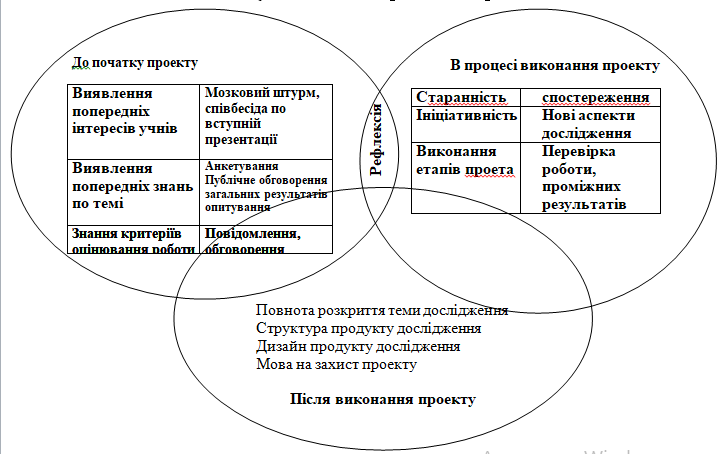 До початку проекту
Виявлення
попередніх
інтересів учнів
Мозковий штурм,
співбесіда по
вступній
презентації
Виявлення
попередніх знань
по темі
Анкетування
Публічне обговорення
загальних результатів
опитування
Знання критеріїв
оцінювання роботи
Повідомлення,
обговорення
Рефлексія
В процесі виконання проекту
Старанність
спостереження
Ініціативність
Нові аспекти
дослідження
Виконання
етапів проета
Перевірка
роботи,
проміжних
результатів
Повнота розкриття теми дослідження
Структура продукту дослідження
Дизайн продукту дослідження
Мова на захист проекту
Після виконання проекту